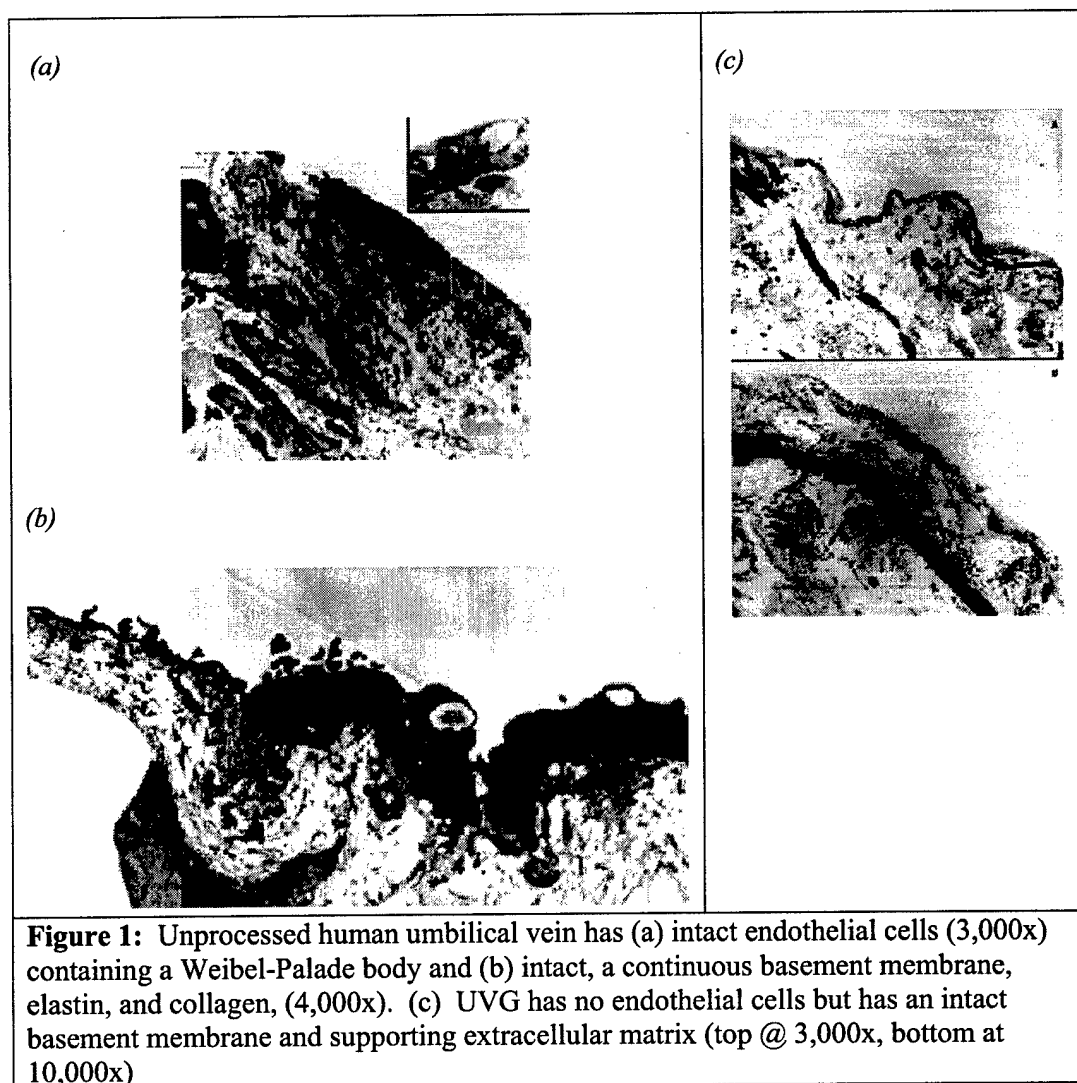 (a)
(c)
A
B
(b)
Figure 1: Unprocessed human umbilical vein has (a) intact endothelial cells (3,000x)
containing a Weibel-Palade body and (b) intact, a continuous basement membrane,
elastin, and collagen, (4,000x). (c) UVG has no endothelial cells but has an intact
basement membrane and supporting extracellular matrix (top @ 3,000x, bottom at
10,000x)